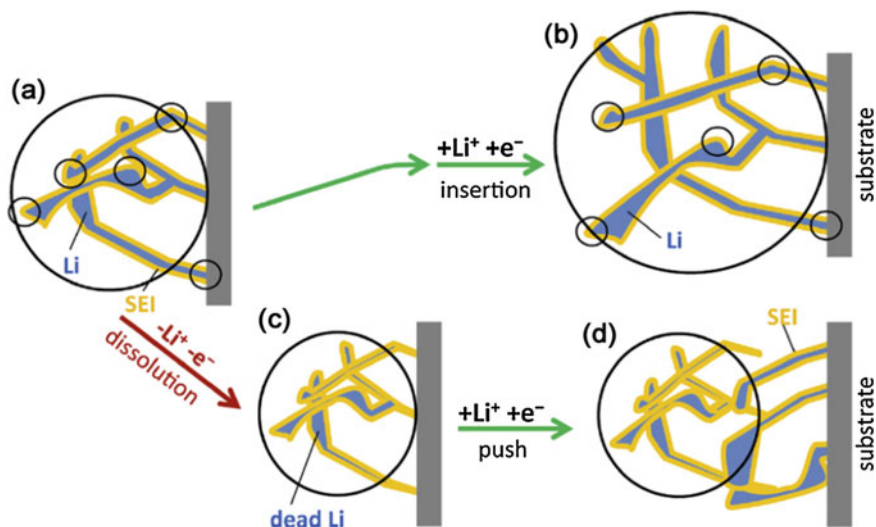 (a)
Li
SEI
+Li⁺ +e⁻
insertion
(b)
Li
substrate
-Li⁺-e⁻
dissolution
(c)
dead Li
+Li⁺ +e⁻
push
(d)
SEI
substrate